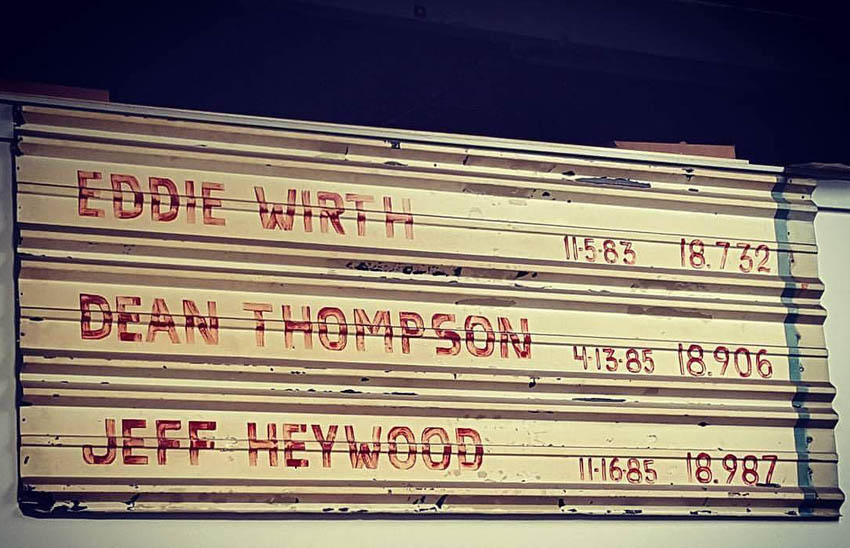 EDDIE WIRTH 11-5-83 18.732
DEAN THOMPSON 4-13-85 18.906
JEFF HEYWOOD 11-16-85 18.987